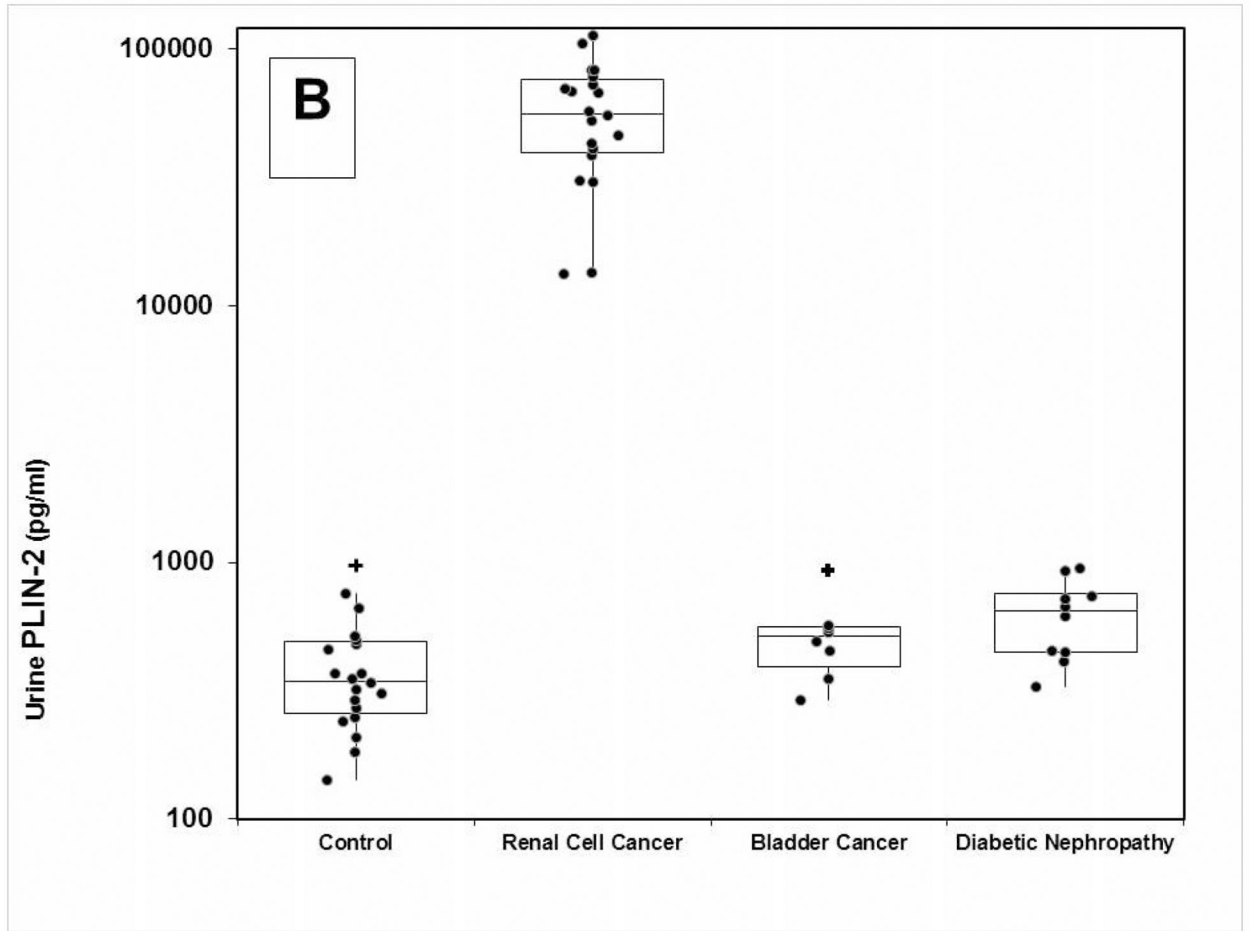 100000
B
10000
1000
100
Urine PLIN-2 (pg/ml)
Control
Renal Cell Cancer
Bladder Cancer
Diabetic Nephropathy